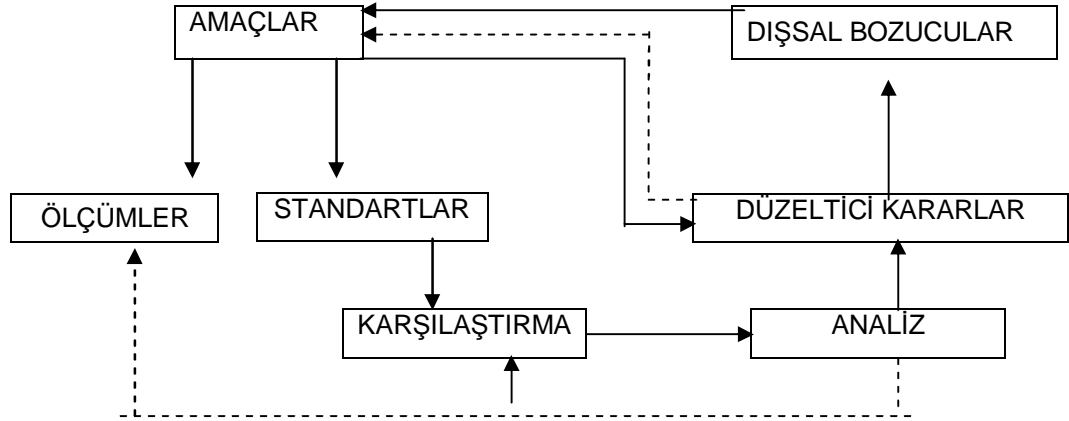 AMAÇLAR
DIŞSAL BOZUCULAR
ÖLÇÜMLER
STANDARTLAR
DÜZELTİCİ KARARLAR
KARŞILAŞTIRMA
ANALİZ